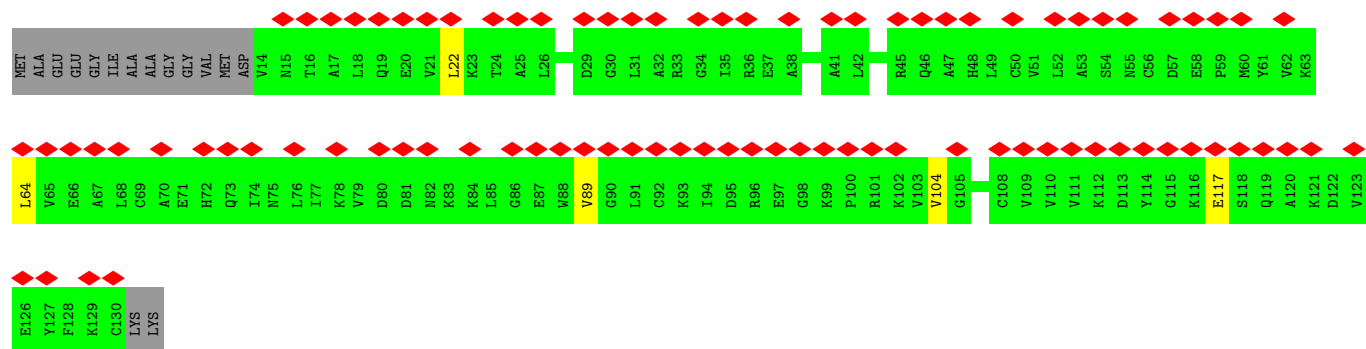 MET ALA GLU GLU GLY ILE ALA ALA GLY GLY VAL MET ASP V14 N15 T16 A17 L18 Q19 E20 V21 L22 K23 T24 A25 L26 D29 G30 L31 A32 R33 G34 I35 R36 E37 A38 A41 L42 R45 Q46 A47 H48 L49 C50 V51 L52 A53 S54 N55 C56 D57 E58 P59 M60 Y61 V62 K63
L64 V65 E66 A67 L68 C69 A70 E71 H72 Q73 I74 N75 L76 I77 K78 V79 D80 D81 N82 K83 K84 L85 G86 E87 W88 V89 G90 L91 C92 K93 I94 D95 R96 E97 G98 K99 P100 R101 K102 V103 V104 G105 C108 V109 V110 V111 K112 D113 Y114 G115 K116 E117 S118 Q119 A120 K121 D122 V123
E126 Y127 F128 K129 C130 LYS LYS